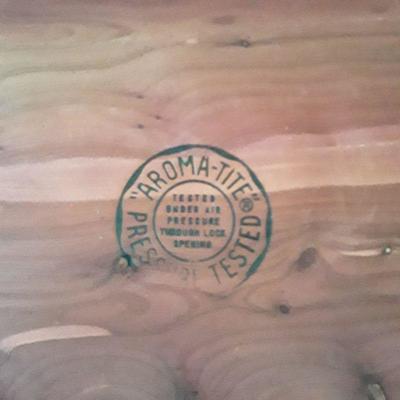 "AROMA-TITE"®
PRESSURE TESTED
TESTED
UNDER AIR
PRESSURE
THROUGH LOCK
OPENING